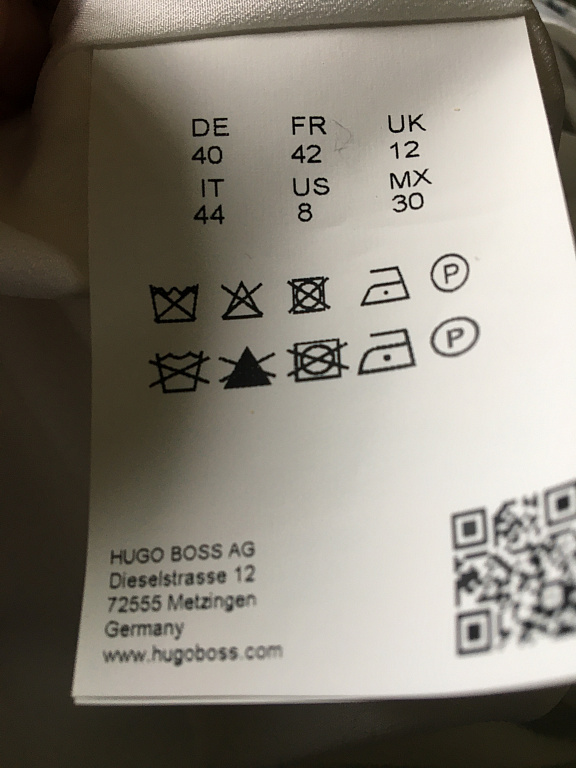 DE FR UK
40 42 12
IT US MX
44 8 30
P
P
HUGO BOSS AG
Dieselstrasse 12
72555 Metzingen
Germany
www.hugoboss.com